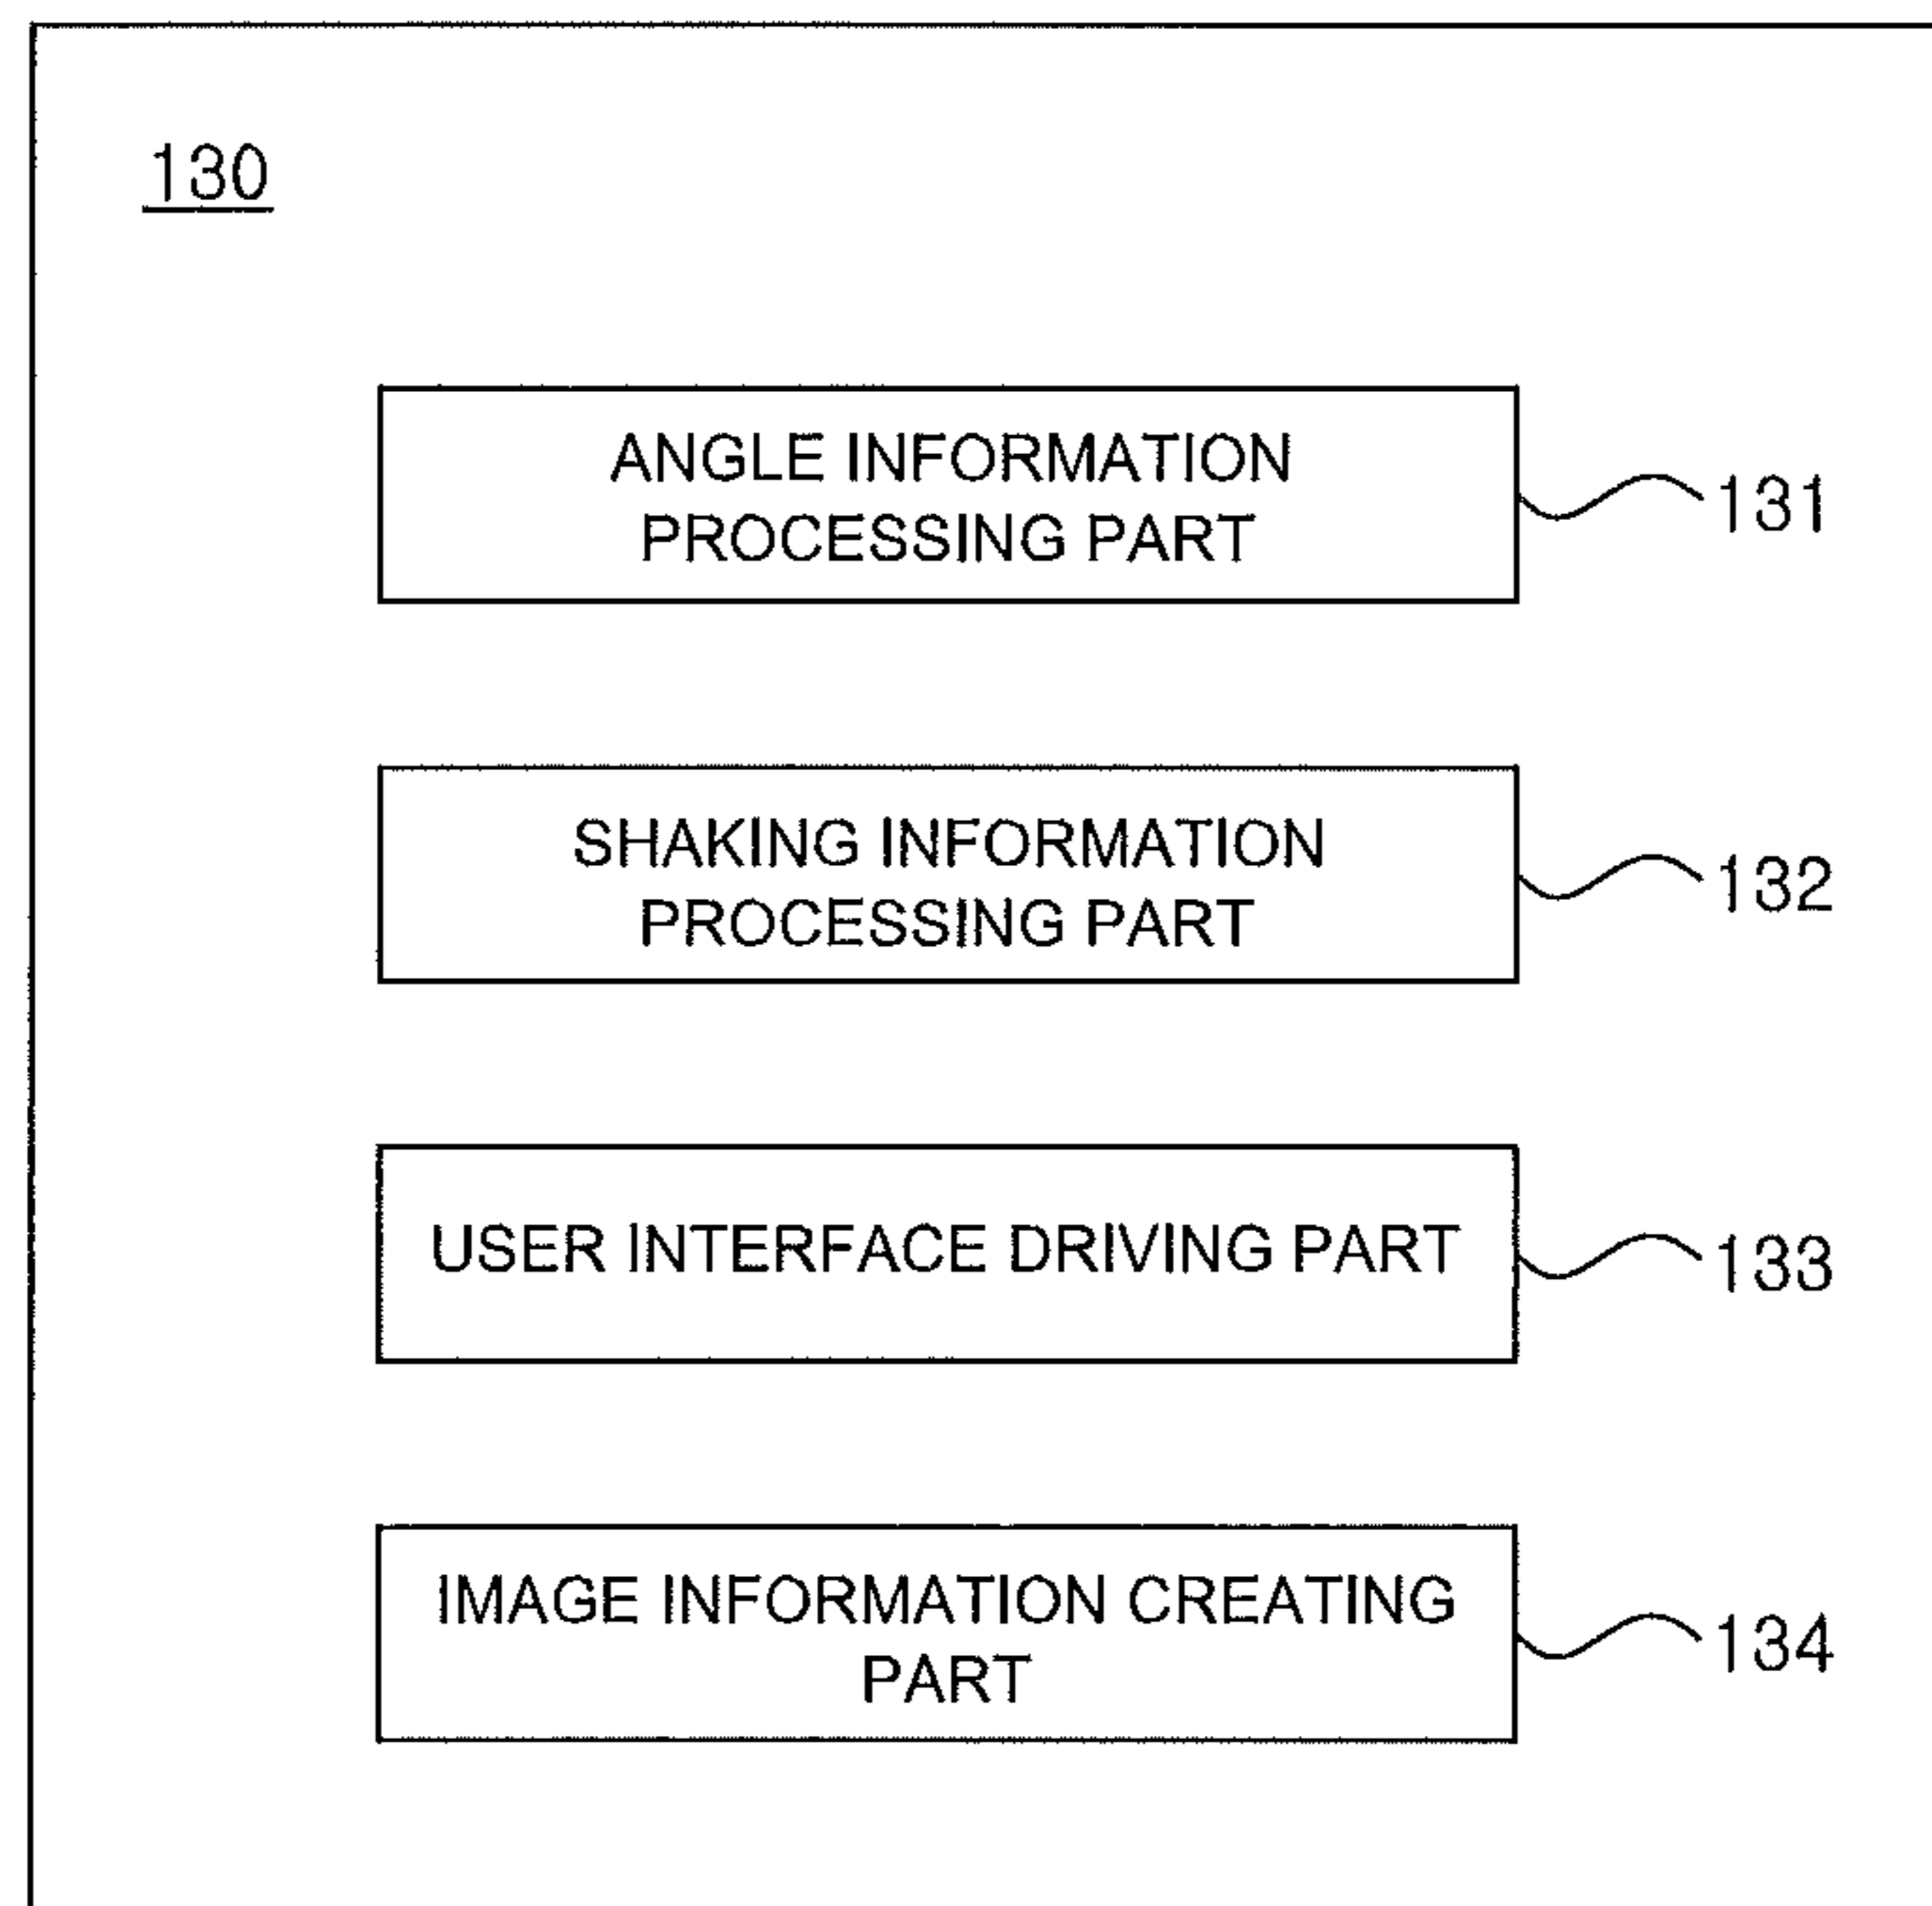 130
ANGLE INFORMATION
PROCESSING PART
131
SHAKING INFORMATION
PROCESSING PART
132
USER INTERFACE DRIVING PART
133
IMAGE INFORMATION CREATING
PART
134